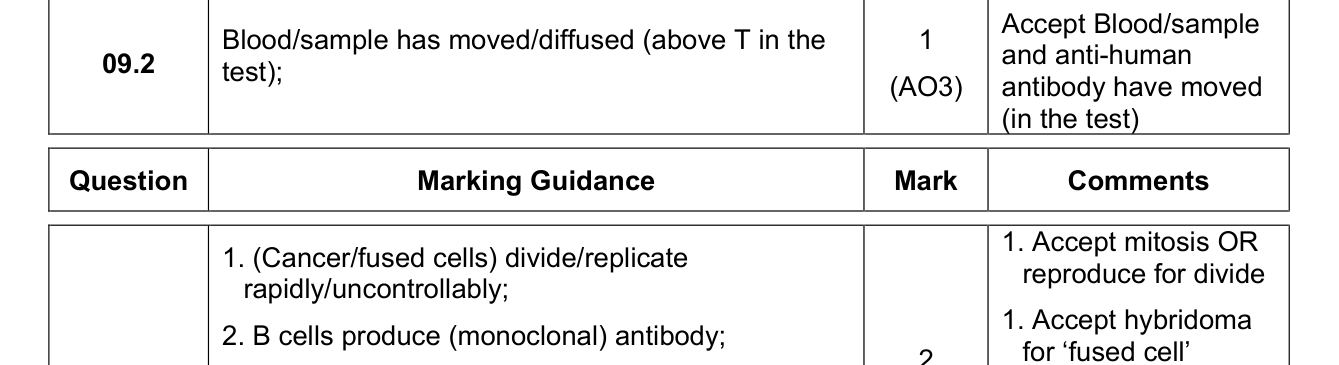 09.2
Blood/sample has moved/diffused (above T in the
test);
1
(AO3)
Accept Blood/sample
and anti-human
antibody have moved
(in the test)
Question
Marking Guidance
Mark
Comments
1. (Cancer/fused cells) divide/replicate
rapidly/uncontrollably;
2. B cells produce (monoclonal) antibody;
2
1. Accept mitosis OR
reproduce for divide
1. Accept hybridoma
for ‘fused cell’